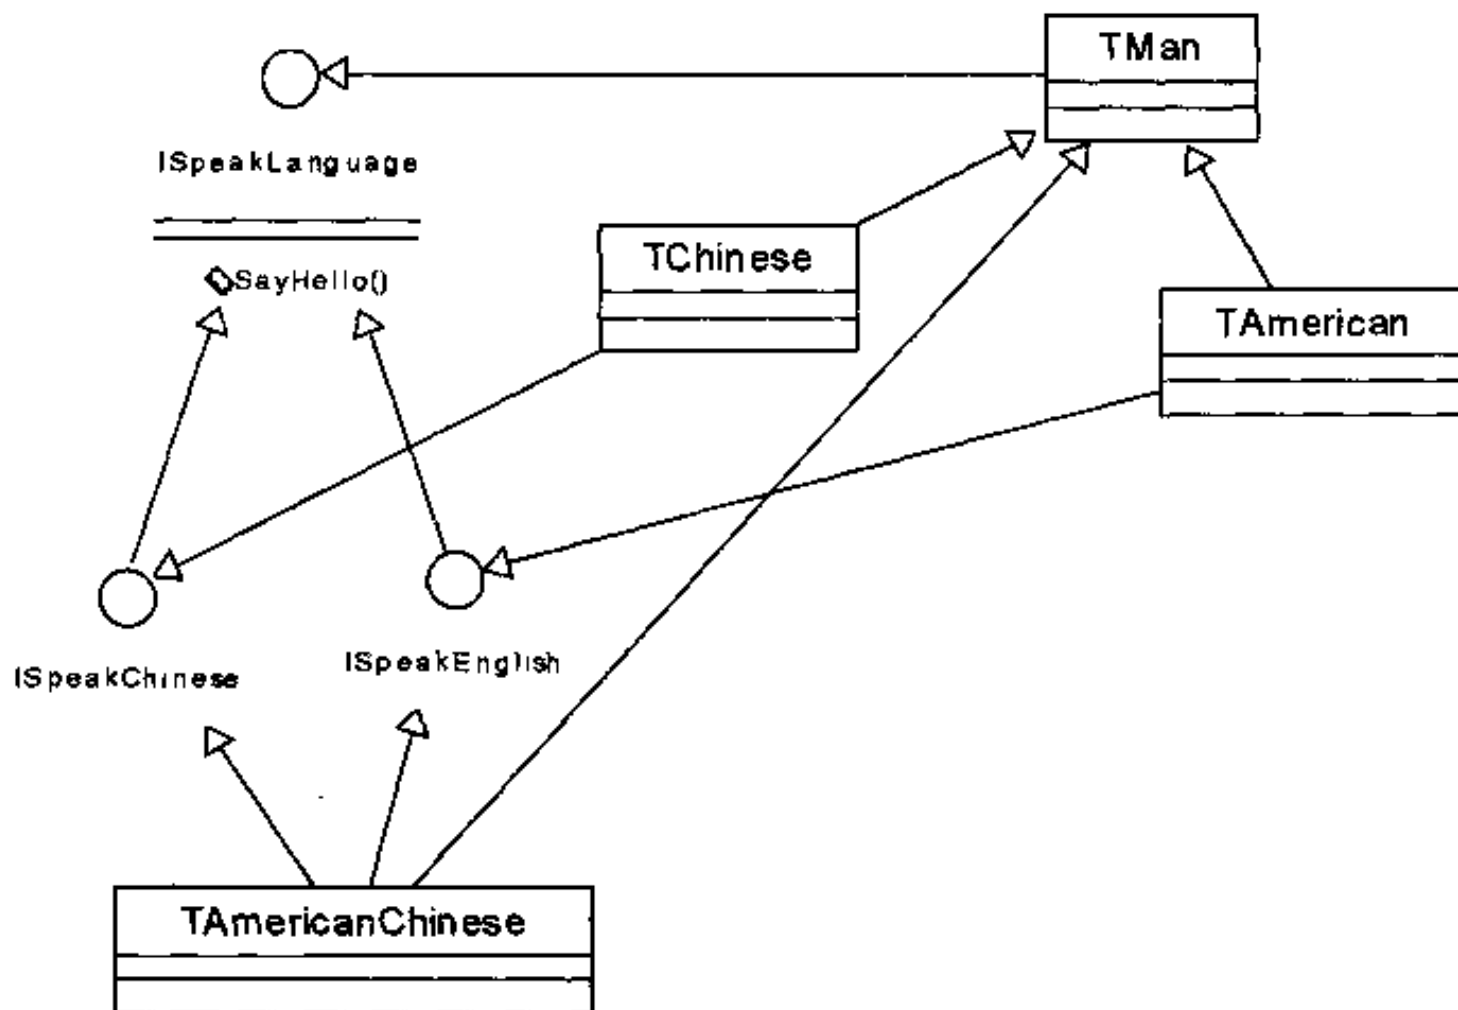 TMan
ISpeakLanguage
SayHello()
TChinese
TAmerican
ISpeakEnglish
ISpeakChinese
TAmericanChinese